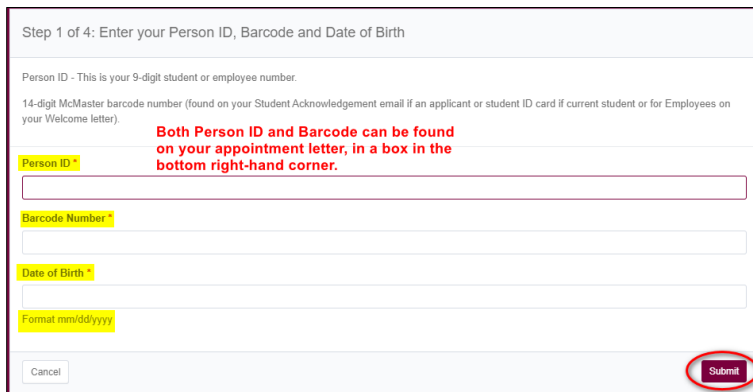 Step 1 of 4: Enter your Person ID, Barcode and Date of Birth
Person ID - This is your 9-digit student or employee number.
14-digit McMaster barcode number (found on your Student Acknowledgement email if an applicant or student ID card if current student or for Employees on
your Welcome letter).
Both Person ID and Barcode can be found
on your appointment letter, in a box in the
bottom right-hand corner.
Person ID *
Barcode Number *
Date of Birth *
Format mm/dd/yyyy
Cancel
Submit